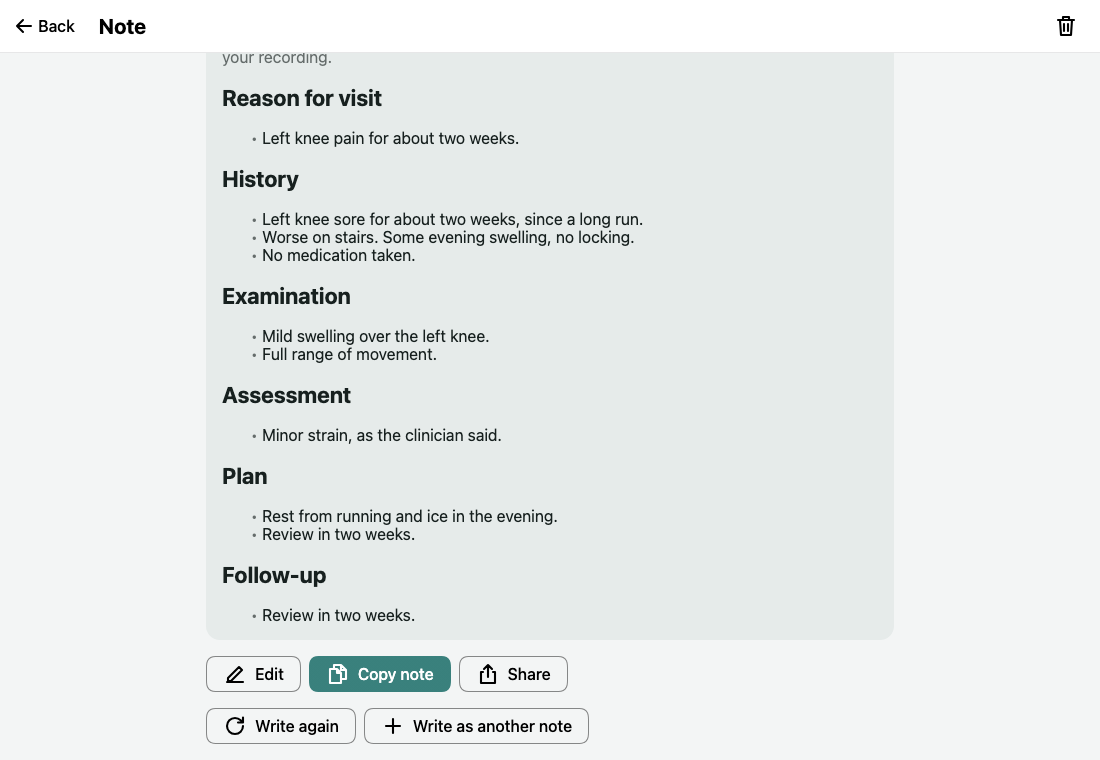 Back
Note
your recording.
Reason for visit
• Left knee pain for about two weeks.
History
• Left knee sore for about two weeks, since a long run.
• Worse on stairs. Some evening swelling, no locking.
• No medication taken.
Examination
• Mild swelling over the left knee.
• Full range of movement.
Assessment
• Minor strain, as the clinician said.
Plan
• Rest from running and ice in the evening.
• Review in two weeks.
Follow-up
• Review in two weeks.
Edit
Copy note
Share
Write again
Write as another note